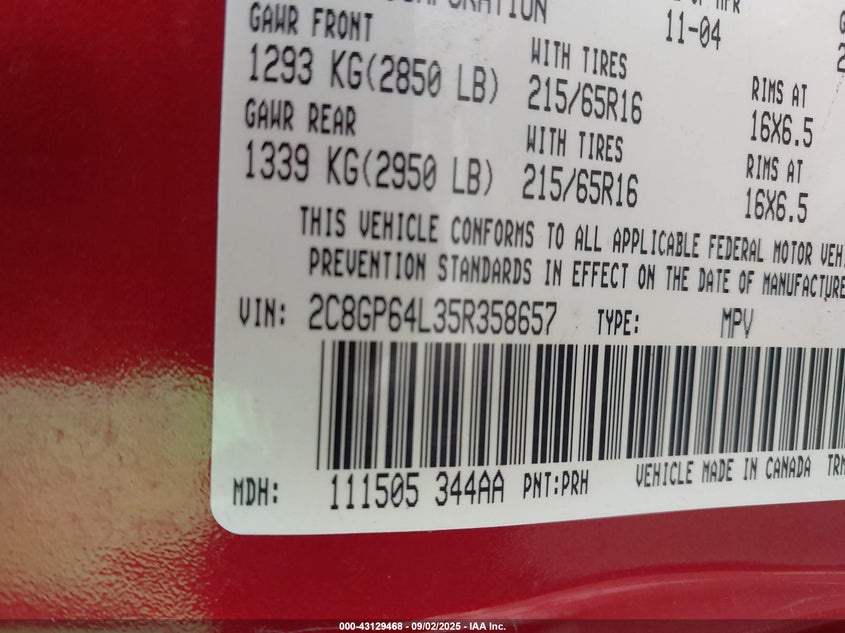 GAWR FRONT
11-04
1293 KG(2850 LB)
WITH TIRES
215/65R16
RIMS AT
16X6.5
GAWR REAR
1339 KG(2950 LB)
WITH TIRES
215/65R16
RIMS AT
16X6.5
THIS VEHICLE CONFORMS TO ALL APPLICABLE FEDERAL MOTOR
PREVENTION STANDARDS IN EFFECT ON THE DATE OF MANUFACTURE
VIN: 2C8GP64L35R358657 TYPE: MPV
MDH: 111505 344AA PNT:PRH VEHICLE MADE IN CANADA
000-43129468 - 09/02/2025 - IAA Inc.